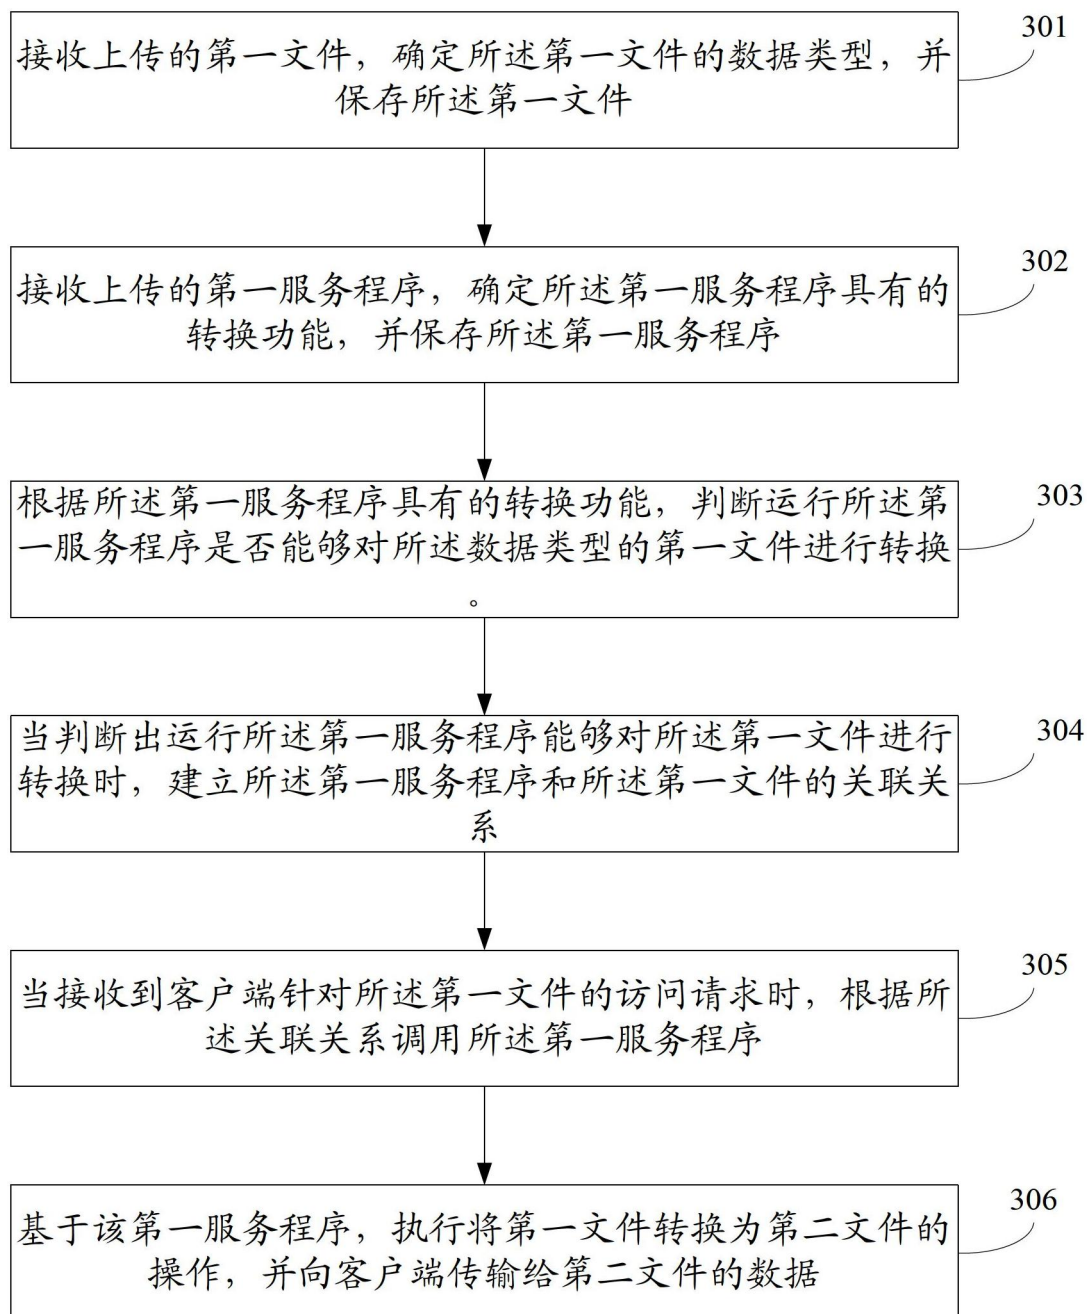 接收上传的第一文件，确定所述第一文件的数据类型，并
保存所述第一文件
301
接收上传的第一服务程序，确定所述第一服务程序具有的
转换功能，并保存所述第一服务程序
302
根据所述第一服务程序具有的转换功能，判断运行所述第
一服务程序是否能够对所述数据类型的第一文件进行转换
。
303
当判断出运行所述第一服务程序能够对所述第一文件进行
转换时，建立所述第一服务程序和所述第一文件的关联关
系
304
当接收到客户端针对所述第一文件的访问请求时，根据所
述关联关系调用所述第一服务程序
305
基于该第一服务程序，执行将第一文件转换为第二文件的
操作，并向客户端传输给第二文件的数据
306